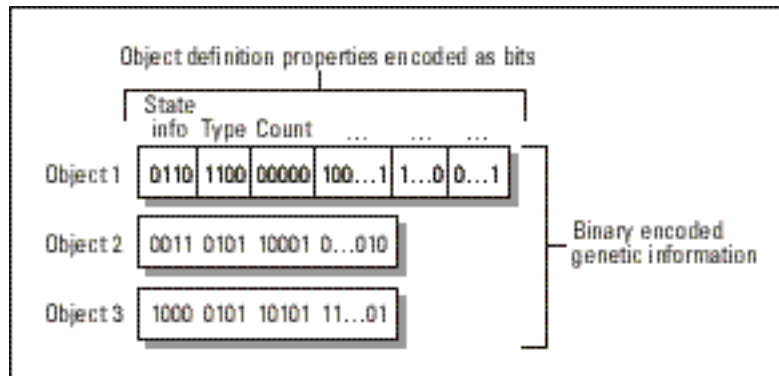 Object definition properties encoded as bits
State
info Type Count ... ... ...
Object 1 0110 1100 00000 100...1 1...0 0...1
Object 2 0011 0101 10001 0...010
Binary encoded
genetic information
Object 3 1000 0101 10101 11...01